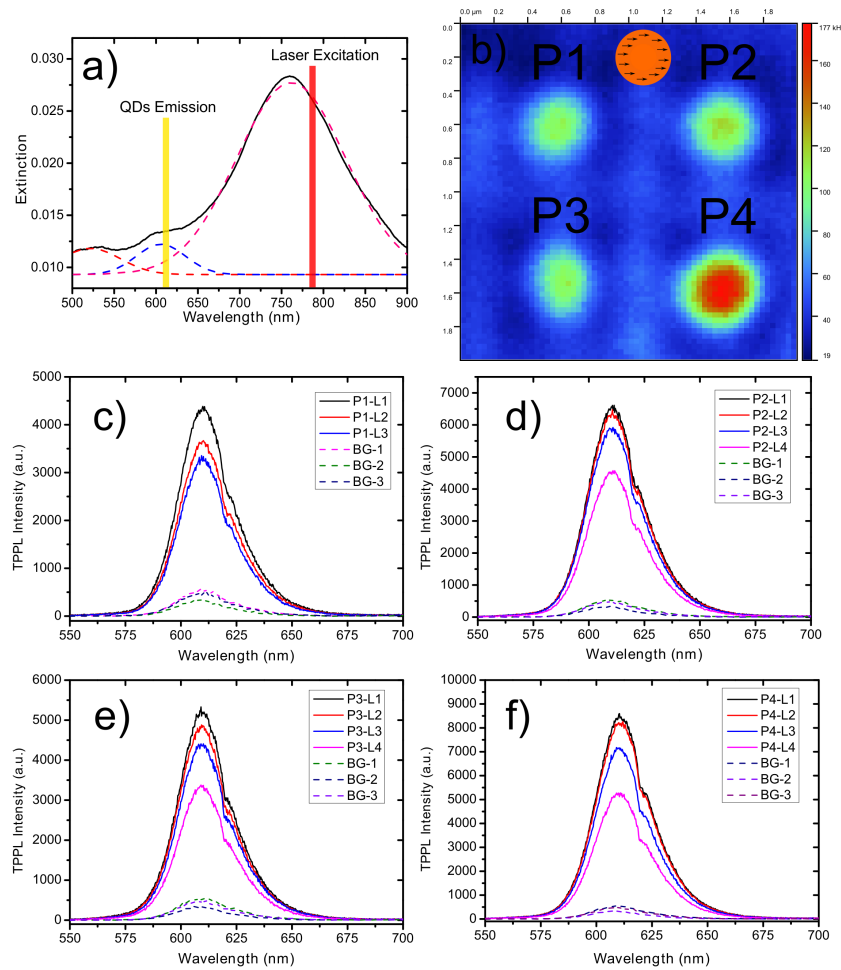 a)
Laser Excitation
QDs Emission
0.030
0.025
0.020
0.015
0.010
Extinction
500 550 600 650 700 750 800 850 900
Wavelength (nm)
0.0 µm 0.2 0.4 0.6 0.8 1.0 1.2 1.4 1.6 1.8
0.0
0.2
0.4
0.6
0.8
1.0
1.2
1.4
1.6
1.8
b)
P1 P2
P3 P4
177 kH
160
140
120
100
80
60
40
19
c)
5000
4000
3000
2000
1000
0
TPPL Intensity (a.u.)
P1-L1
P1-L2
P1-L3
BG-1
BG-2
BG-3
550 575 600 625 650 675 700
Wavelength (nm)
d)
7000
6000
5000
4000
3000
2000
1000
0
TPPL Intensity (a.u.)
P2-L1
P2-L2
P2-L3
P2-L4
BG-1
BG-2
BG-3
550 575 600 625 650 675 700
Wavelength (nm)
e)
6000
5000
4000
3000
2000
1000
0
TPPL Intensity (a.u.)
P3-L1
P3-L2
P3-L3
P3-L4
BG-1
BG-2
BG-3
550 575 600 625 650 675 700
Wavelength (nm)
f)
10000
9000
8000
7000
6000
5000
4000
3000
2000
1000
0
TPPL Intensity (a.u.)
P4-L1
P4-L2
P4-L3
P4-L4
BG-1
BG-2
BG-3
550 575 600 625 650 675 700
Wavelength (nm)